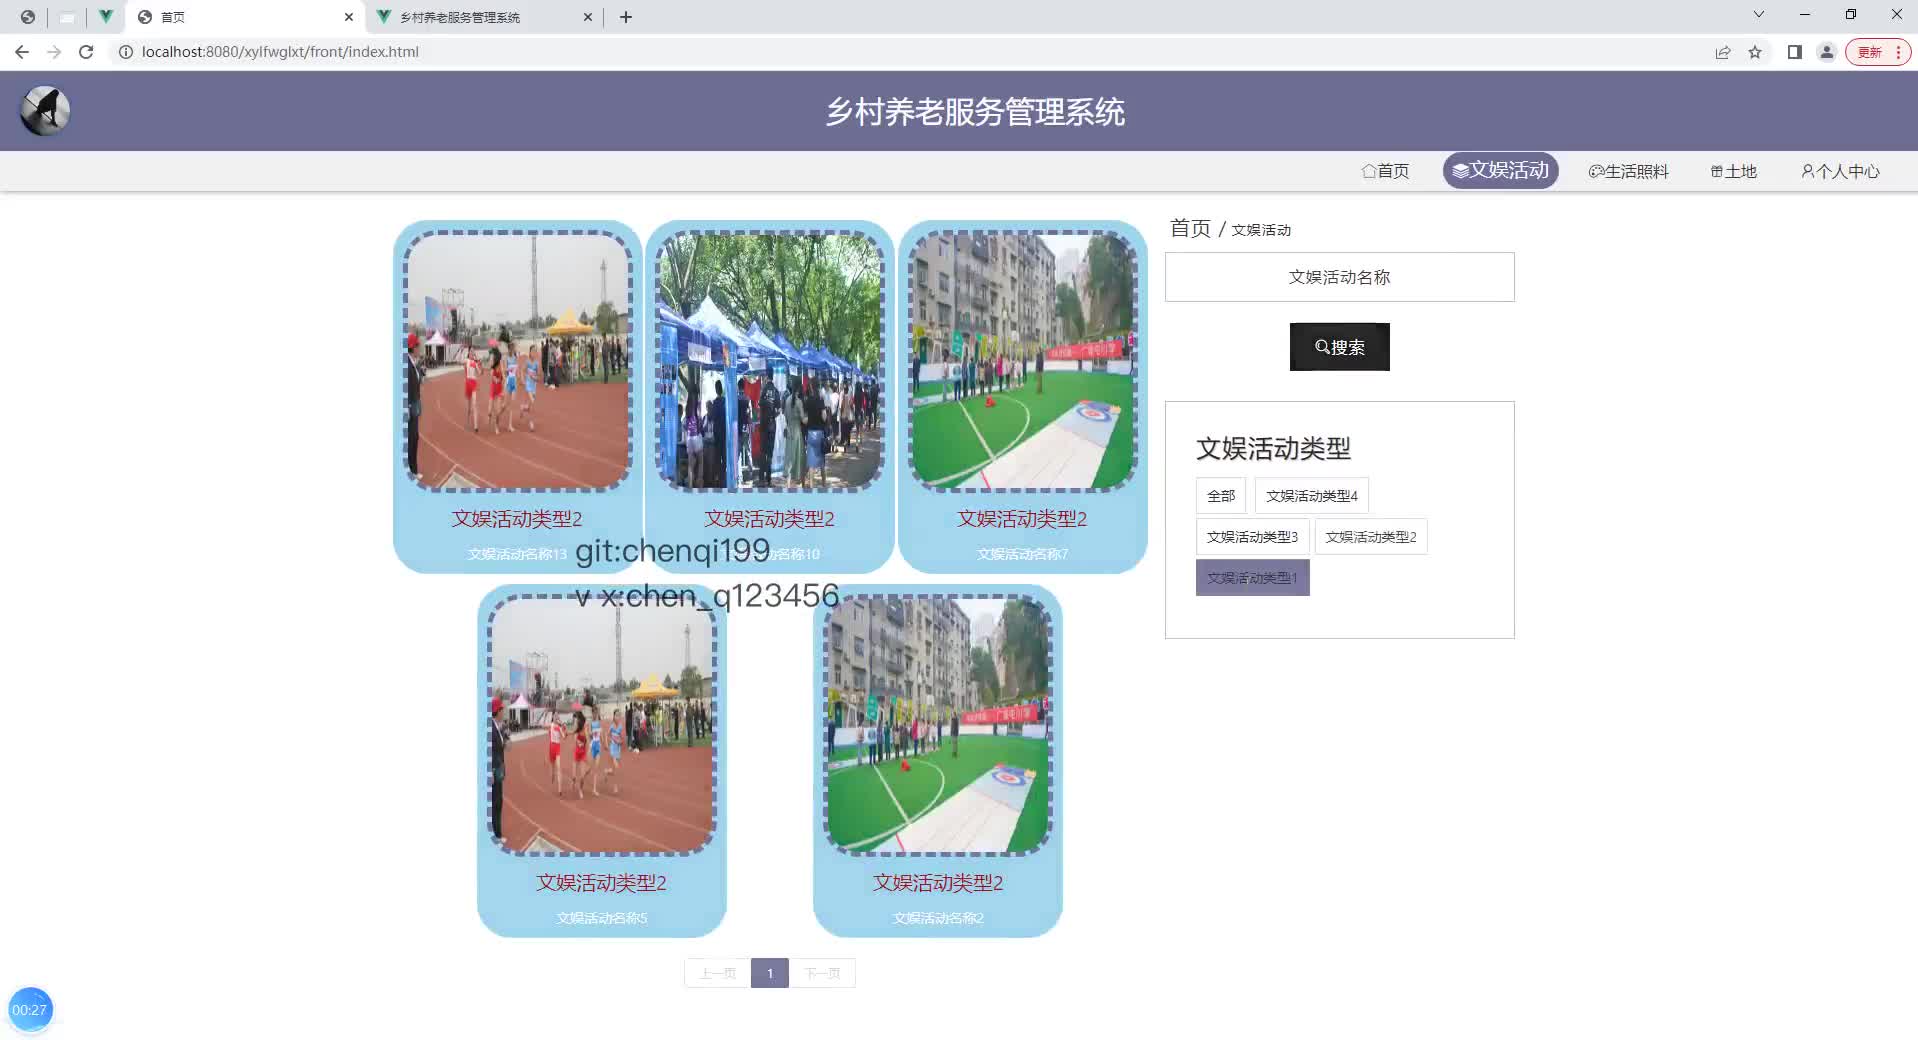 首页
乡村养老服务管理系统
localhost:8080/xylfwglxt/front/index.html
更新
乡村养老服务管理系统
首页
文娱活动
生活照料
土地
个人中心
首页 / 文娱活动
文娱活动名称
搜索
文娱活动类型
全部
文娱活动类型4
文娱活动类型3
文娱活动类型2
文娱活动类型1
文娱活动类型2
文娱活动名称13
文娱活动类型2
文娱活动名称10
文娱活动类型2
文娱活动名称7
git:chenqi199
v x:chen_q123456
文娱活动类型2
文娱活动名称5
文娱活动类型2
文娱活动名称2
上一页
1
下一页
00:27